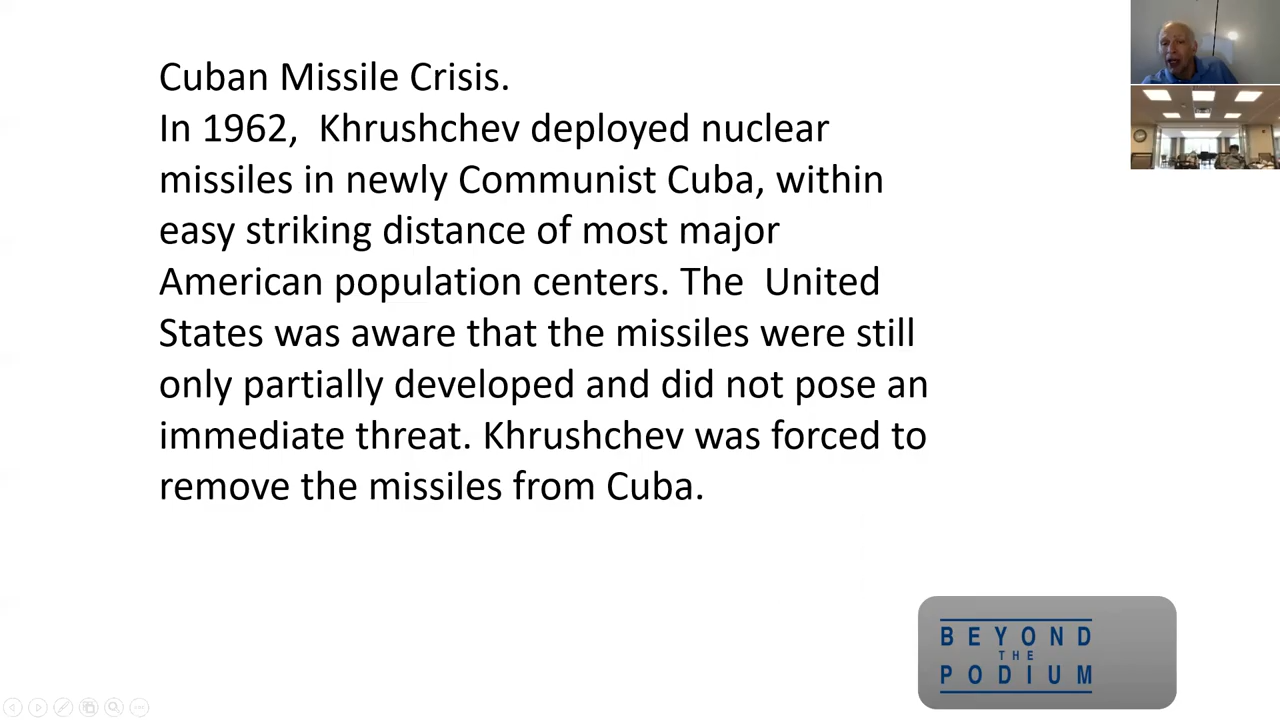 Cuban Missile Crisis.
In 1962,  Khrushchev deployed nuclear
missiles in newly Communist Cuba, within
easy striking distance of most major
American population centers. The  United
States was aware that the missiles were still
only partially developed and did not pose an
immediate threat. Khrushchev was forced to
remove the missiles from Cuba.
BEYOND
THE
PODIUM